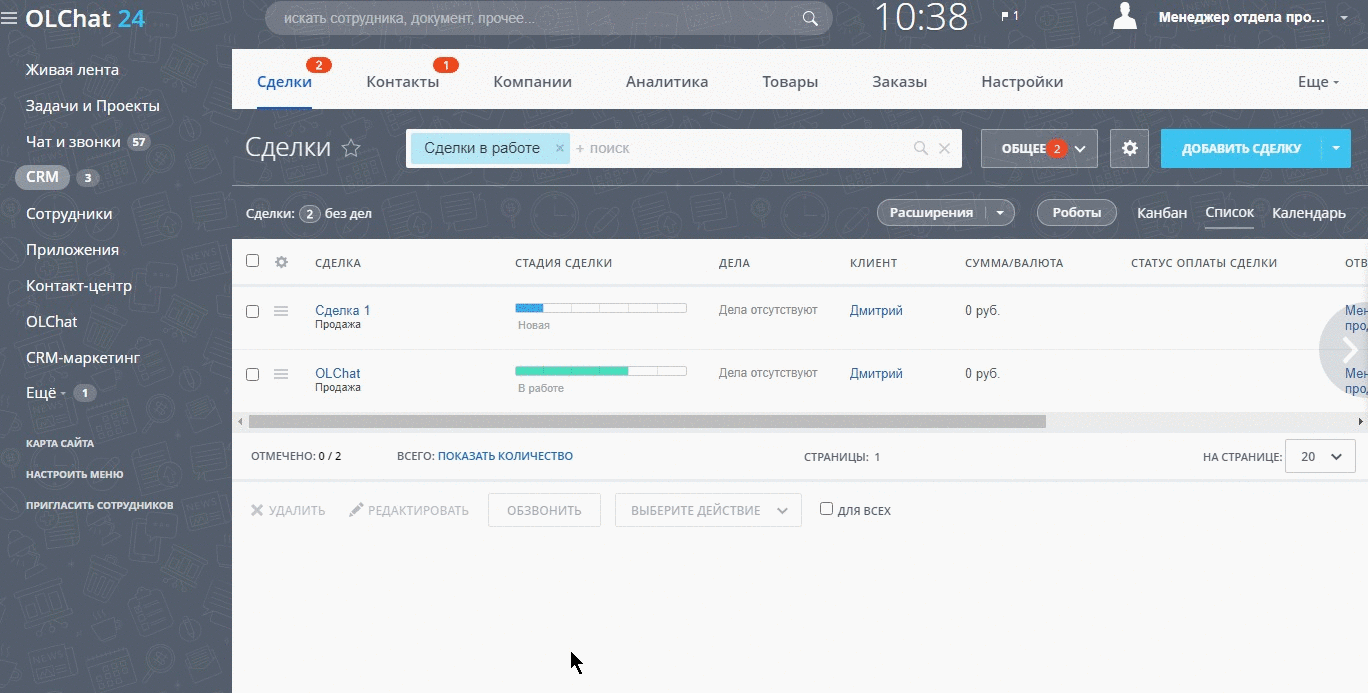 OLChat 24
искать сотрудника, документ, прочее...
10:38
1
Менеджер отдела про...
Живая лента
Задачи и Проекты
Чат и звонки 57
CRM 3
Сотрудники
Приложения
Контакт-центр
OLChat
CRM-маркетинг
Ещё 1
КАРТА САЙТА
НАСТРОИТЬ МЕНЮ
ПРИГЛАСИТЬ СОТРУДНИКОВ
Сделки 2 Контакты 1 Компании Аналитика Товары Заказы Настройки Еще
Сделки
Сделки в работе × + поиск
ОБЩЕЕ 2
ДОБАВИТЬ СДЕЛКУ
Сделки: 2 без дел
Расширения Роботы Канбан Список Календарь
СДЕЛКА СТАДИЯ СДЕЛКИ ДЕЛА КЛИЕНТ СУММА/ВАЛЮТА СТАТУС ОПЛАТЫ СДЕЛКИ ОТВ
Сделка 1 Дела отсутствуют Дмитрий 0 руб. Мен
Продажа Новая про
OLChat Дела отсутствуют Дмитрий 0 руб. Мен
Продажа В работе про
ОТМЕЧЕНО: 0 / 2 ВСЕГО: ПОКАЗАТЬ КОЛИЧЕСТВО СТРАНИЦЫ: 1 НА СТРАНИЦЕ: 20
УДАЛИТЬ РЕДАКТИРОВАТЬ ОБЗВОНИТЬ ВЫБЕРИТЕ ДЕЙСТВИЕ ДЛЯ ВСЕХ